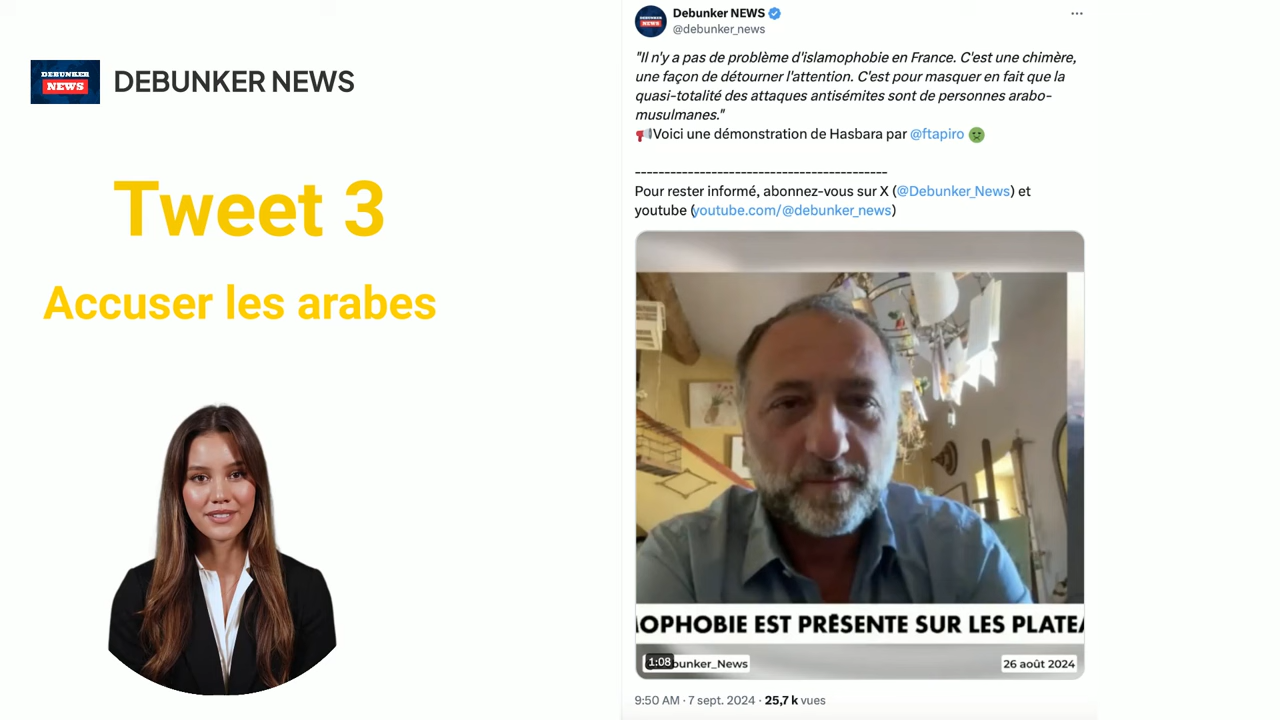 DEBUNKER
NEWS
DEBUNKER NEWS
Tweet 3
Accuser les arabes
Debunker NEWS
@debunker_news
"Il n'y a pas de problème d'islamophobie en France. C'est une chimère,
une façon de détourner l'attention. C'est pour masquer en fait que la
quasi-totalité des attaques antisémites sont de personnes arabo-
musulmanes."
Voici une démonstration de Hasbara par @ftapiro
------------------------------------------
Pour rester informé, abonnez-vous sur X (@Debunker_News) et
youtube (youtube.com/@debunker_news)
MOPHOBIE EST PRÉSENTE SUR LES PLATEA
1:08
bunker_News
26 août 2024
9:50 AM · 7 sept. 2024 · 25,7 k vues